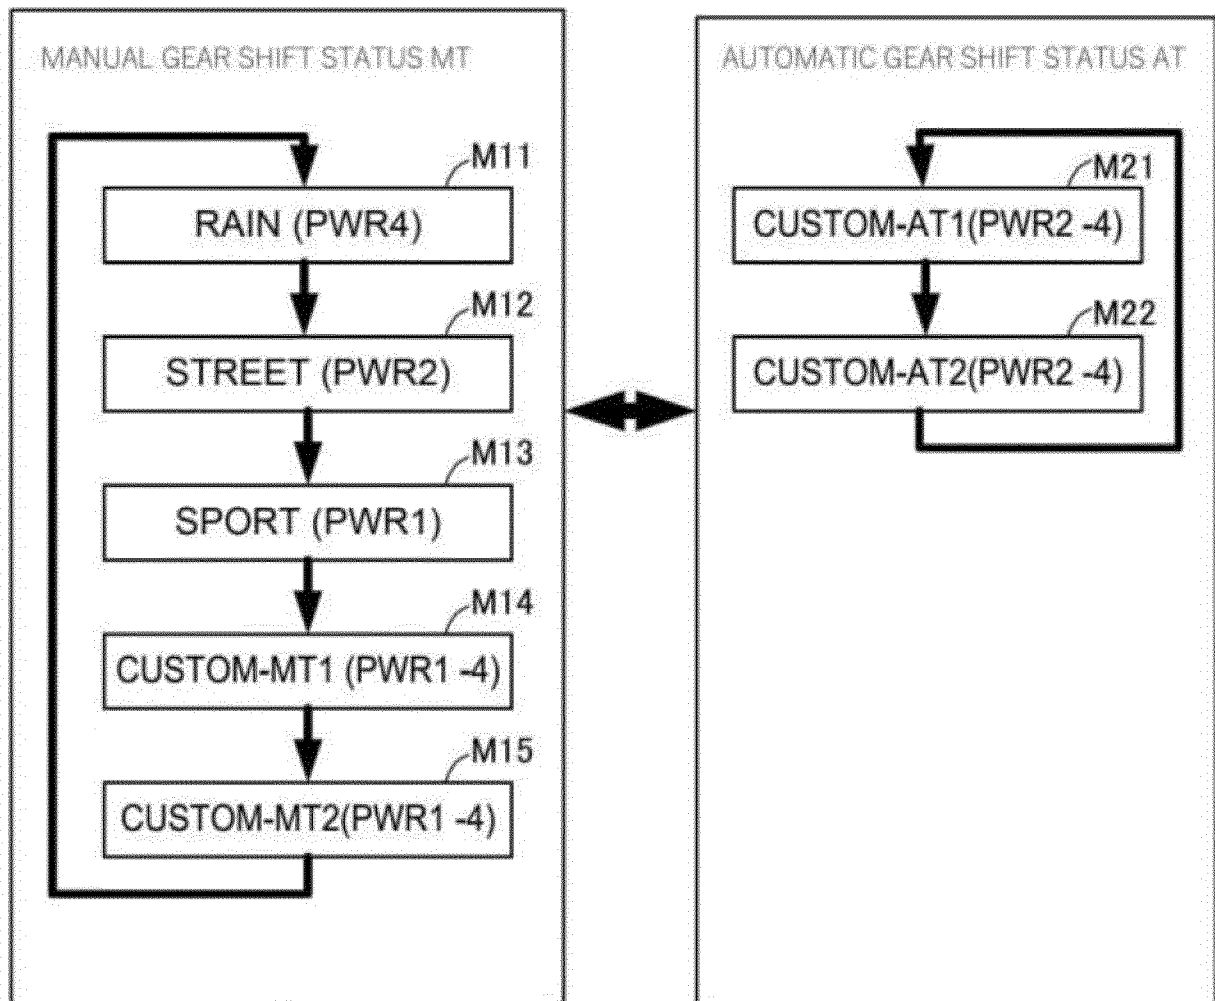 MANUAL GEAR SHIFT STATUS MT
M11
RAIN (PWR4)
M12
STREET (PWR2)
M13
SPORT (PWR1)
M14
CUSTOM-MT1 (PWR1 -4)
M15
CUSTOM-MT2(PWR1 -4)
AUTOMATIC GEAR SHIFT STATUS AT
M21
CUSTOM-AT1(PWR2 -4)
M22
CUSTOM-AT2(PWR2 -4)